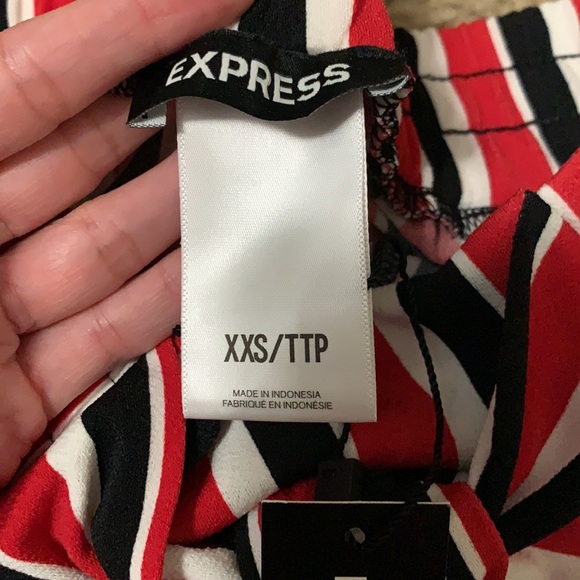 EXPRESS
XXS/TTP
MADE IN INDONESIA
FABRIQUÉ EN INDONÉSIE